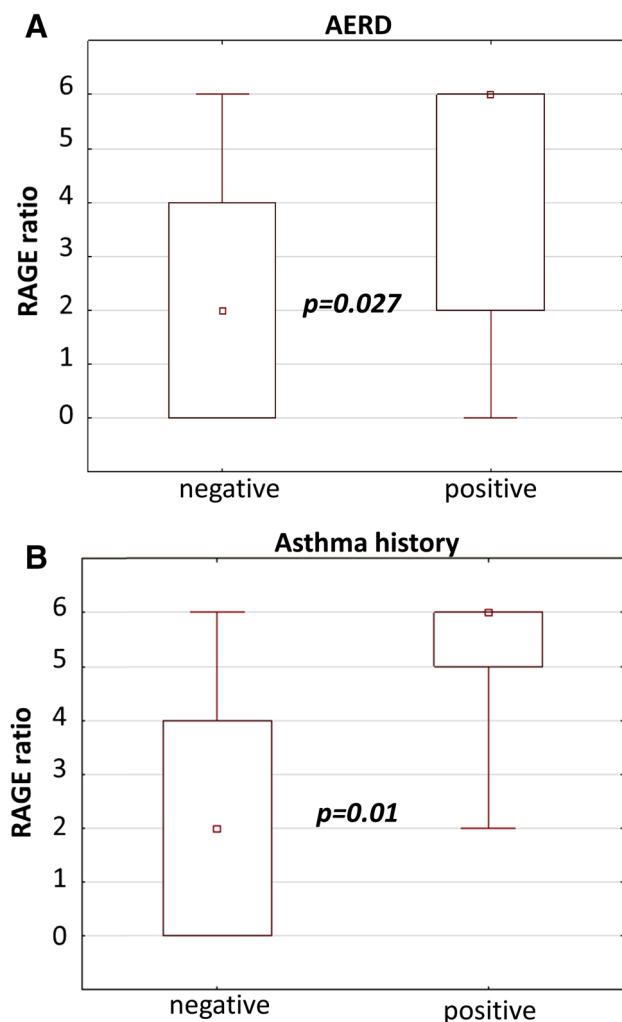 A
AERD
RAGE ratio
6
5
4
3
2
1
0
p=0.027
negative positive
B
Asthma history
RAGE ratio
6
5
4
3
2
1
0
p=0.01
negative positive